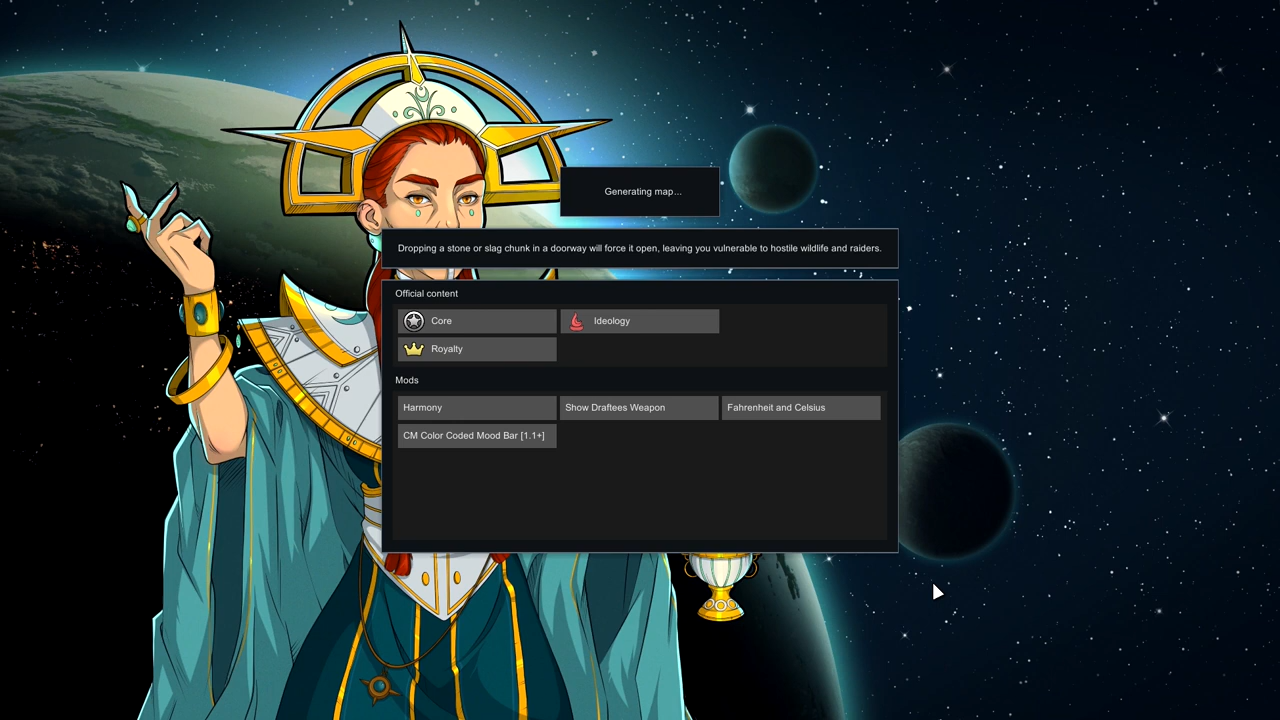 Generating map...
Dropping a stone or slag chunk in a doorway will force it open, leaving you vulnerable to hostile wildlife and raiders.
Official content
Core
Ideology
Royalty
Mods
Harmony
Show Draftees Weapon
Fahrenheit and Celsius
CM Color Coded Mood Bar [1.1+]